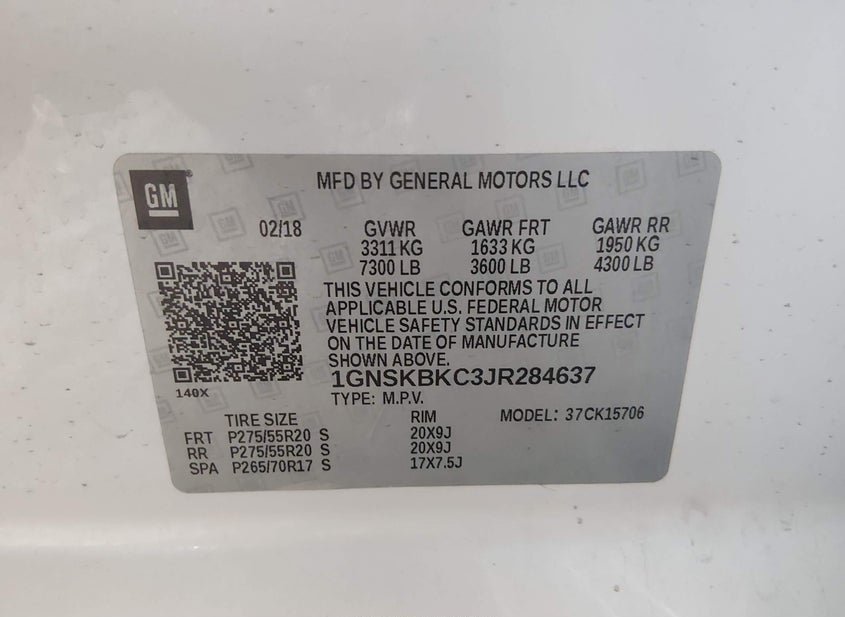 GM
MFD BY GENERAL MOTORS LLC
02/18 GVWR GAWR FRT GAWR RR
3311 KG 1633 KG 1950 KG
7300 LB 3600 LB 4300 LB
THIS VEHICLE CONFORMS TO ALL
APPLICABLE U.S. FEDERAL MOTOR
VEHICLE SAFETY STANDARDS IN EFFECT
ON THE DATE OF MANUFACTURE
SHOWN ABOVE.
1GNSKBKC3JR284637
140X
TYPE: M.P.V.
TIRE SIZE RIM MODEL: 37CK15706
FRT P275/55R20 S 20X9J
RR P275/55R20 S 20X9J
SPA P265/70R17 S 17X7.5J